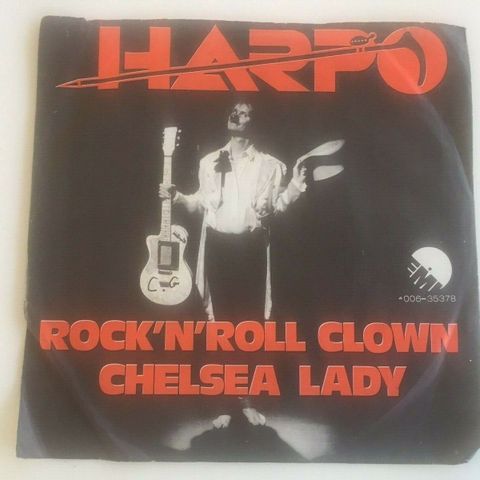 HARPO
C.G
EMI
006-35378
ROCK'N'ROLL CLOWN
CHELSEA LADY